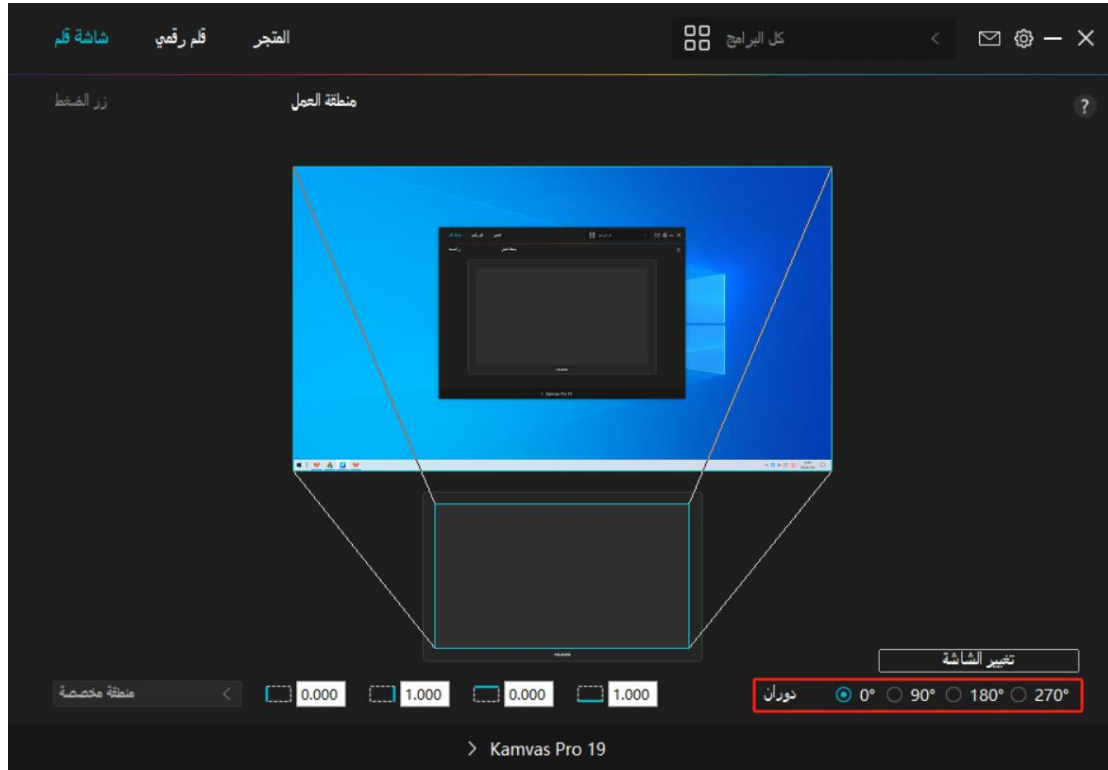 شاشة قلم قلم رقمي المتجر كل البرامج
زر الضغط منطقة العمل ?
تغيير الشاشة
منطقة مخصصة 0.000 1.000 0.000 1.000 دوران 0° 90° 180° 270°
Kamvas Pro 19